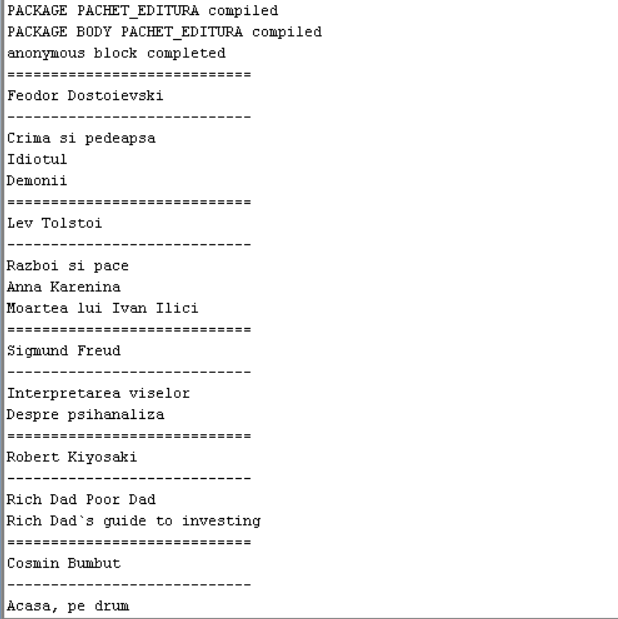 PACKAGE PACHET_EDITURA compiled
PACKAGE BODY PACHET_EDITURA compiled
anonymous block completed
============================
Feodor Dostoievski
----------------------------
Crima si pedeapsa
Idiotul
Demonii
============================
Lev Tolstoi
----------------------------
Razboi si pace
Anna Karenina
Moartea lui Ivan Ilici
============================
Sigmund Freud
----------------------------
Interpretarea viselor
Despre psihanaliza
============================
Robert Kiyosaki
----------------------------
Rich Dad Poor Dad
Rich Dad`s guide to investing
============================
Cosmin Bumbut
----------------------------
Acasa, pe drum